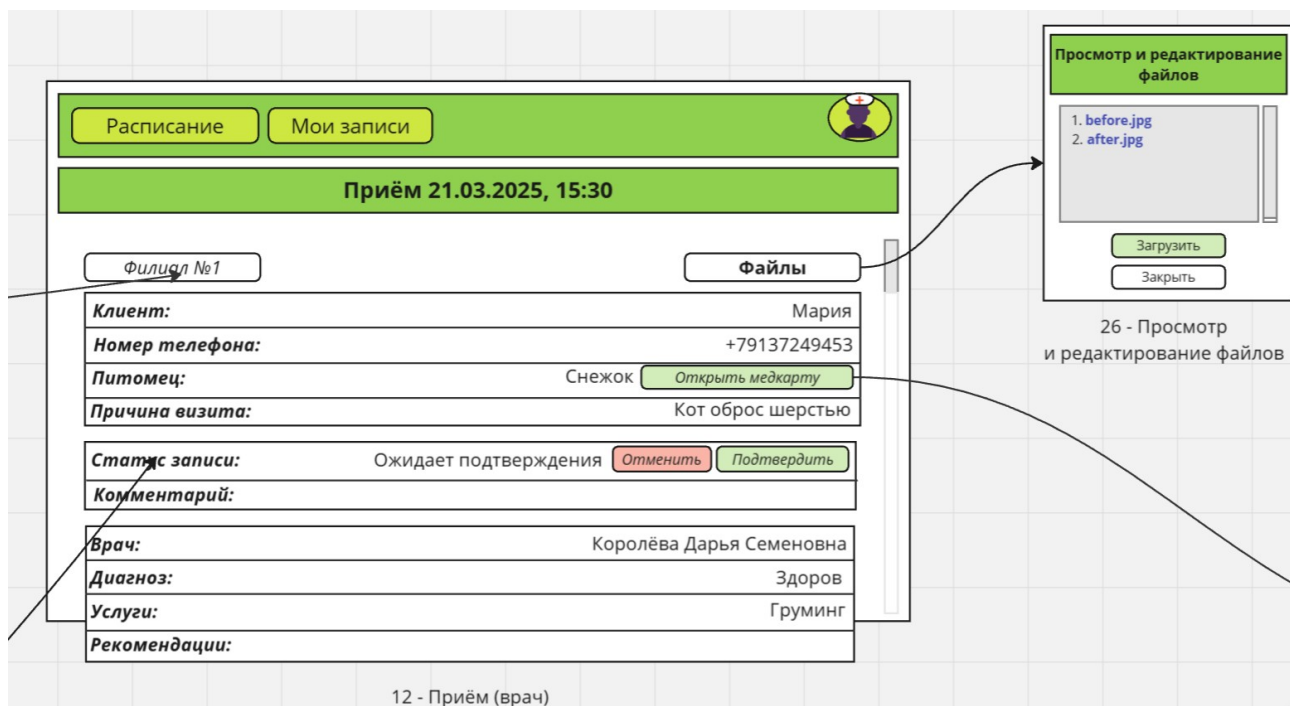 Расписание
Мои записи
Приём 21.03.2025, 15:30
Филиал №1
Файлы
Клиент:
Мария
Номер телефона:
+79137249453
Питомец:
Снежок
Открыть медкарту
Причина визита:
Кот оброс шерстью
Статус записи:
Ожидает подтверждения
Отменить
Подтвердить
Комментарий:
Врач:
Королёва Дарья Семеновна
Диагноз:
Здоров
Услуги:
Груминг
Рекомендации:
12 - Приём (врач)
Просмотр и редактирование
файлов
1. before.jpg
2. after.jpg
Загрузить
Закрыть
26 - Просмотр
и редактирование файлов